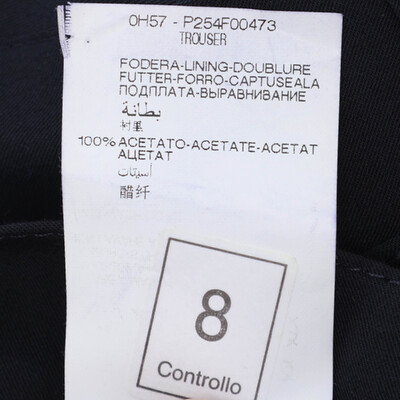 0H57 - P254F00473
TROUSER
FODERA-LINING-DOUBLURE
FUTTER-FORRO-CAPTUSEALA
ПОДПЛАТА-ВЫРАВНИВАНИЕ
بطانة
衬里
100% ACETATO-ACETATE-ACETAT
АЦЕТАТ
أسيتات
醋纤
8
Controllo